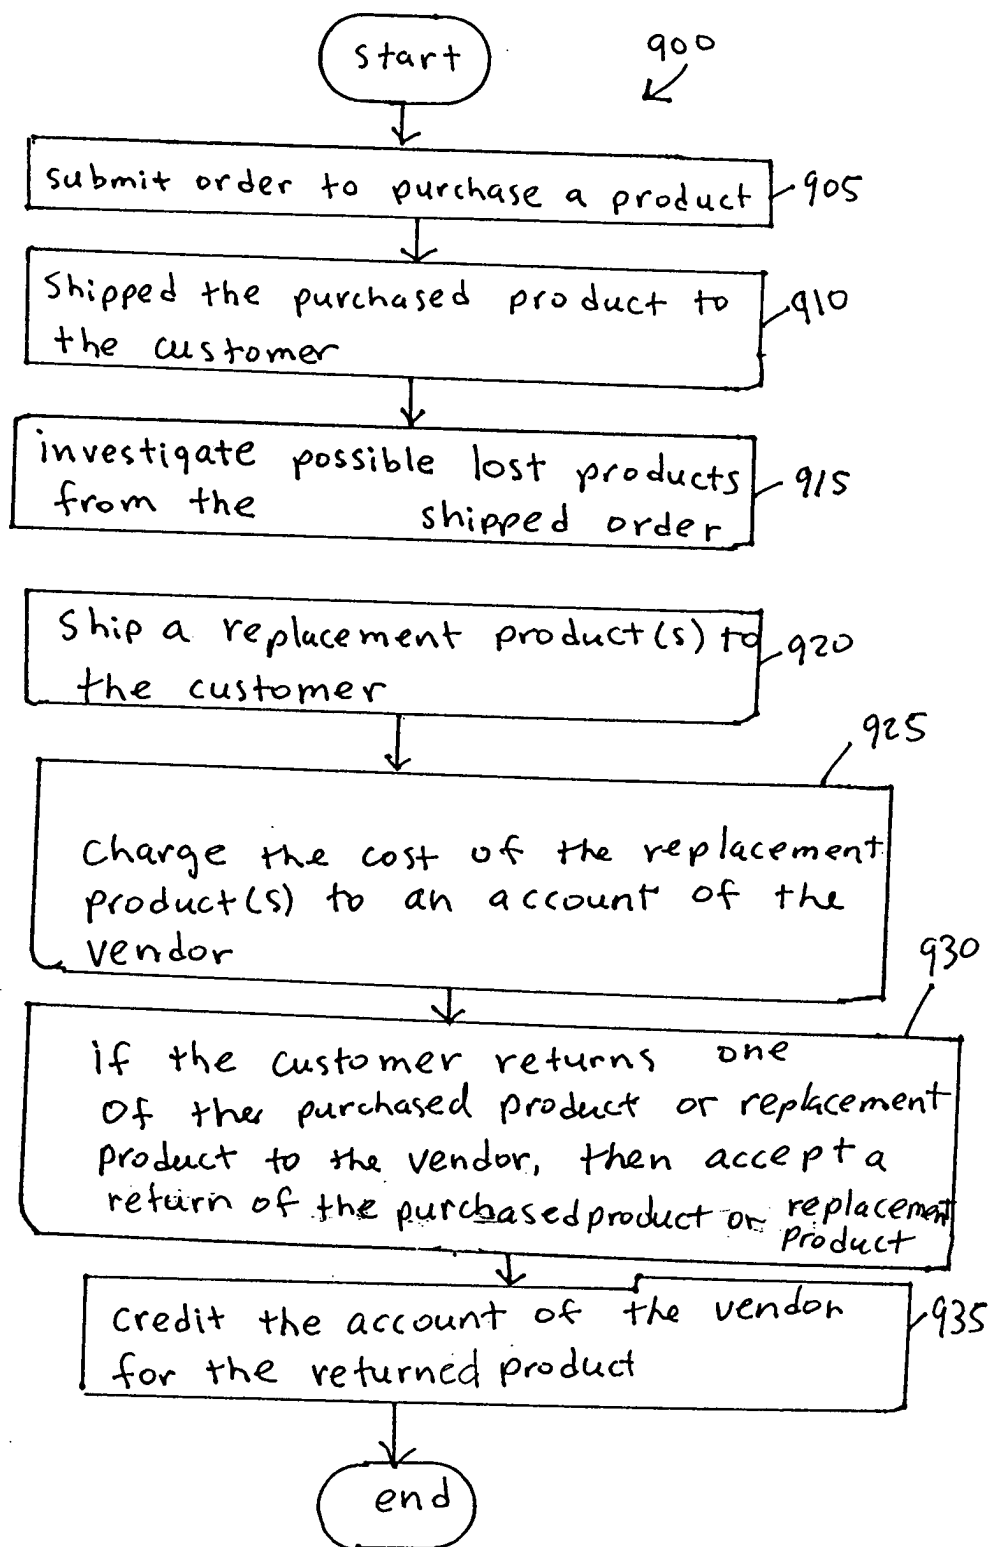 start
900
submit order to purchase a product
905
Shipped the purchased product to
the customer
910
investigate possible lost products
from the shipped order
915
Ship a replacement product(s) to
the customer
920
925
Charge the cost of the replacement
product(s) to an account of the
vendor
930
if the customer returns one
of the purchased product or replacement
product to the vendor, then accept a
return of the purchased product or replacement
product
credit the account of the vendor
for the returned product
935
end